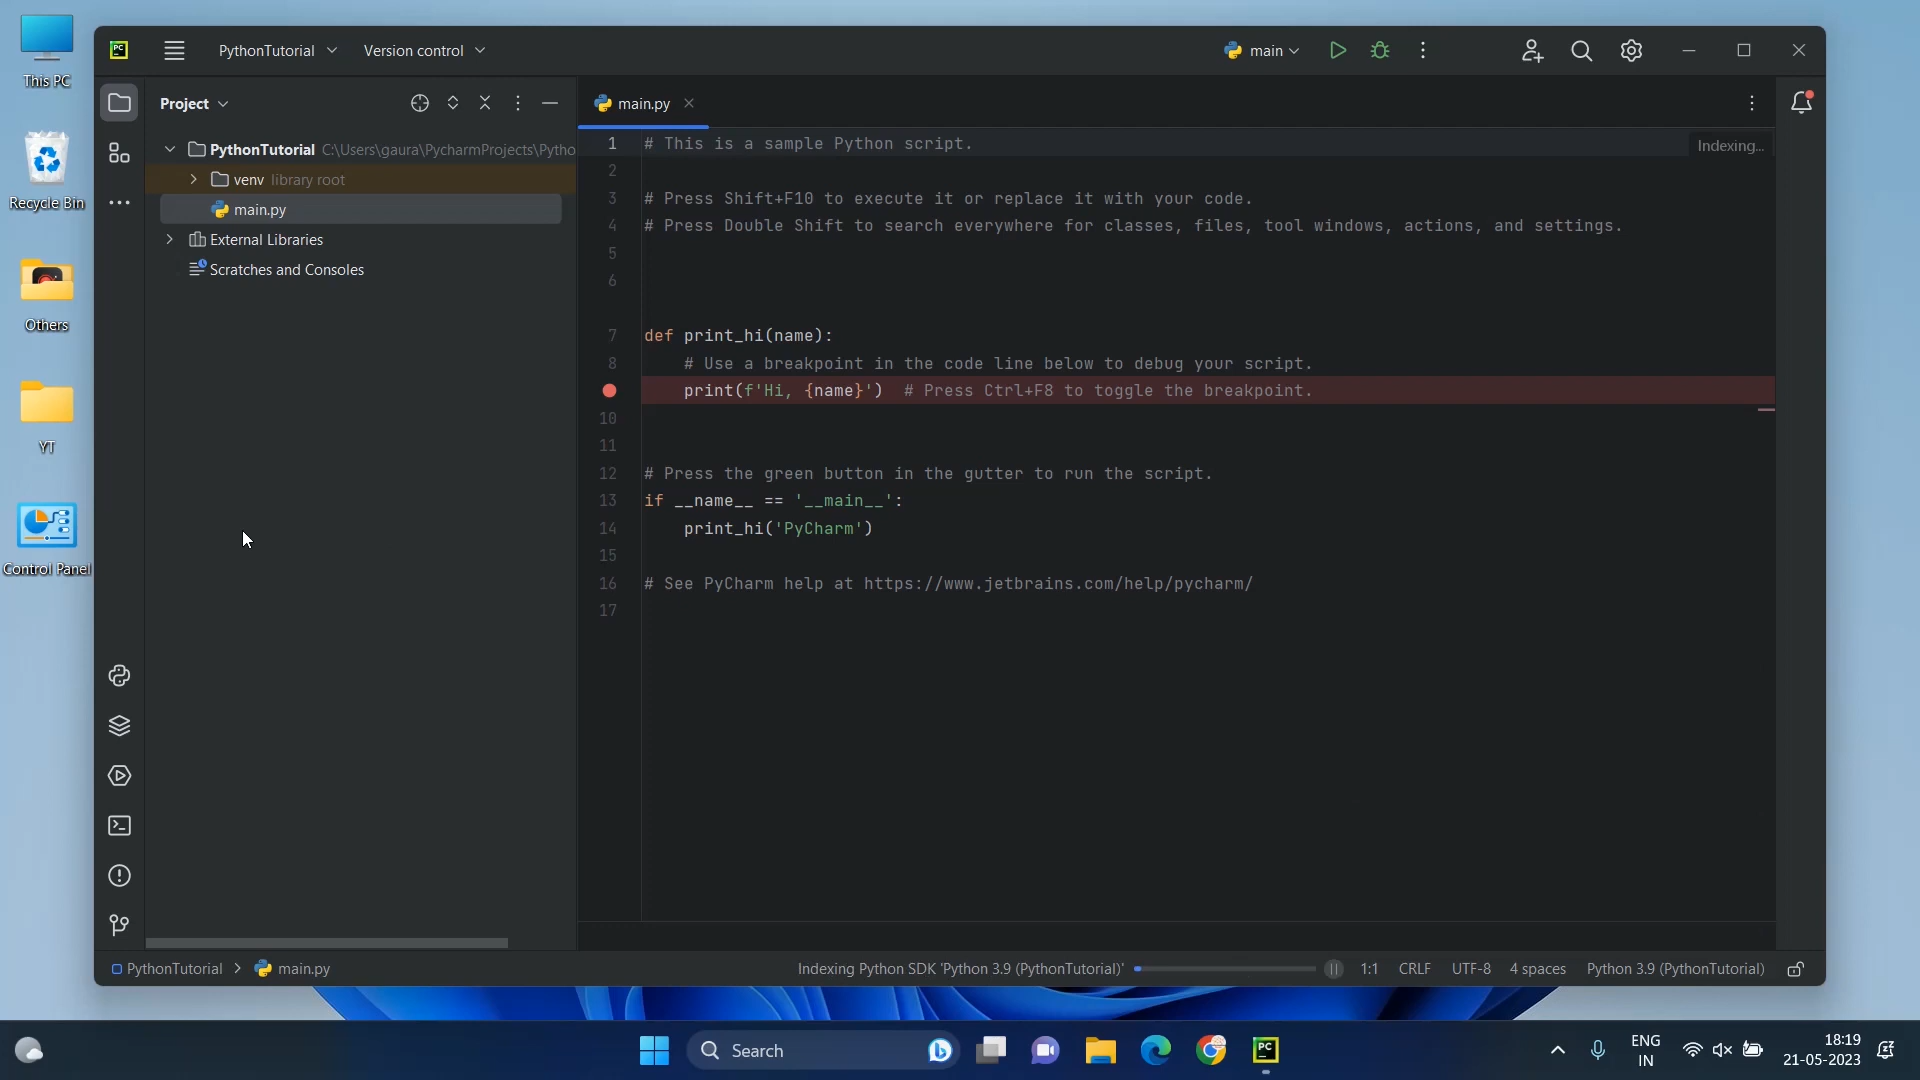 This PC
Recycle Bin
Others
YT
Control Panel
PC
PythonTutorial
Version control
main
Project
PythonTutorial C:\Users\gaura\PycharmProjects\Pytho
venv library root
main.py
External Libraries
Scratches and Consoles
main.py
Indexing...
1 # This is a sample Python script.
2
3 # Press Shift+F10 to execute it or replace it with your code.
4 # Press Double Shift to search everywhere for classes, files, tool windows, actions, and settings.
5
6
7 def print_hi(name):
8 # Use a breakpoint in the code line below to debug your script.
print(f'Hi, {name}') # Press Ctrl+F8 to toggle the breakpoint.
10
11
12 # Press the green button in the gutter to run the script.
13 if __name__ == '__main__':
14 print_hi('PyCharm')
15
16 # See PyCharm help at https://www.jetbrains.com/help/pycharm/
17
PythonTutorial > main.py
Indexing Python SDK 'Python 3.9 (PythonTutorial)'
1:1 CRLF UTF-8 4 spaces Python 3.9 (PythonTutorial)
Search
PC
ENG
IN
18:19
21-05-2023